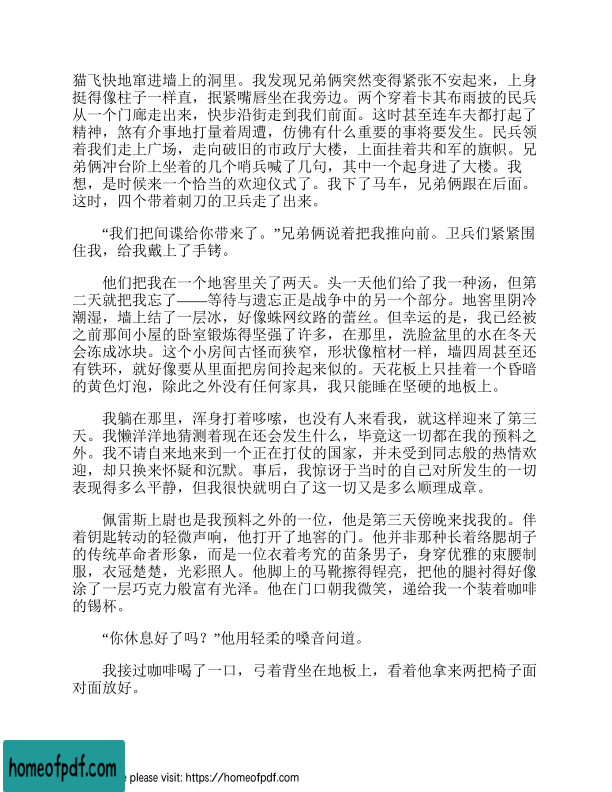 猫飞快地窜进墙上的洞里。我发现兄弟俩突然变得紧张不安起来，上身
挺得像柱子一样直，抿紧嘴唇坐在我旁边。两个穿着卡其布雨披的民兵
从一个门廊走出来，快步沿街走到我们前面。这时甚至连车夫都打起了
精神，煞有介事地打量着周遭，仿佛有什么重要的事将要发生。民兵领
着我们走上广场，走向破旧的市政厅大楼，上面挂着共和军的旗帜。兄
弟俩冲台阶上坐着的几个哨兵喊了几句，其中一个起身进了大楼。我
想，是时候来一个恰当的欢迎仪式了。我下了马车，兄弟俩跟在后面。
这时，四个带着刺刀的卫兵走了出来。
“我们把间谍给你带来了。”兄弟俩说着把我推向前。卫兵们紧紧围
住我，给我戴上了手铐。
他们把我在一个地窖里关了两天。头一天他们给了我一种汤，但第
二天就把我忘了——等待与遗忘正是战争中的另一个部分。地窖里阴冷
潮湿，墙上结了一层冰，好像蛛网纹路的蕾丝。但幸运的是，我已经被
之前那间小屋的卧室锻炼得坚强了许多，在那里，洗脸盆里的水在冬天
会冻成冰块。这个小房间古怪而狭窄，形状像棺材一样，墙四周甚至还
有铁环，就好像要从里面把房间拎起来似的。天花板上只挂着一个昏暗
的黄色灯泡，除此之外没有任何家具，我只能睡在坚硬的地板上。
我躺在那里，浑身打着哆嗦，也没有人来看我，就这样迎来了第三
天。我懒洋洋地猜测着现在还会发生什么，毕竟这一切都在我的预料之
外。我不请自来地来到一个正在打仗的国家，并未受到同志般的热情欢
迎，却只换来怀疑和沉默。事后，我惊讶于当时的自己对所发生的一切
表现得多么平静，但我很快就明白了这一切又是多么顺理成章。
佩雷斯上尉也是我预料之外的一位，他是第三天傍晚来找我的。伴
着钥匙转动的轻微声响，他打开了地窖的门。他并非那种长着络腮胡子
的传统革命者形象，而是一位衣着考究的苗条男子，身穿优雅的束腰制
服，衣冠楚楚，光彩照人。他脚上的马靴擦得锃亮，把他的腿衬得好像
涂了一层巧克力般富有光泽。他在门口朝我微笑，递给我一个装着咖啡
的锡杯。
“你休息好了吗？”他用轻柔的嗓音问道。
我接过咖啡喝了一口，弓着背坐在地板上，看着他拿来两把椅子面
对面放好。
homeofpdf.com
e please visit: https://homeofpdf.com